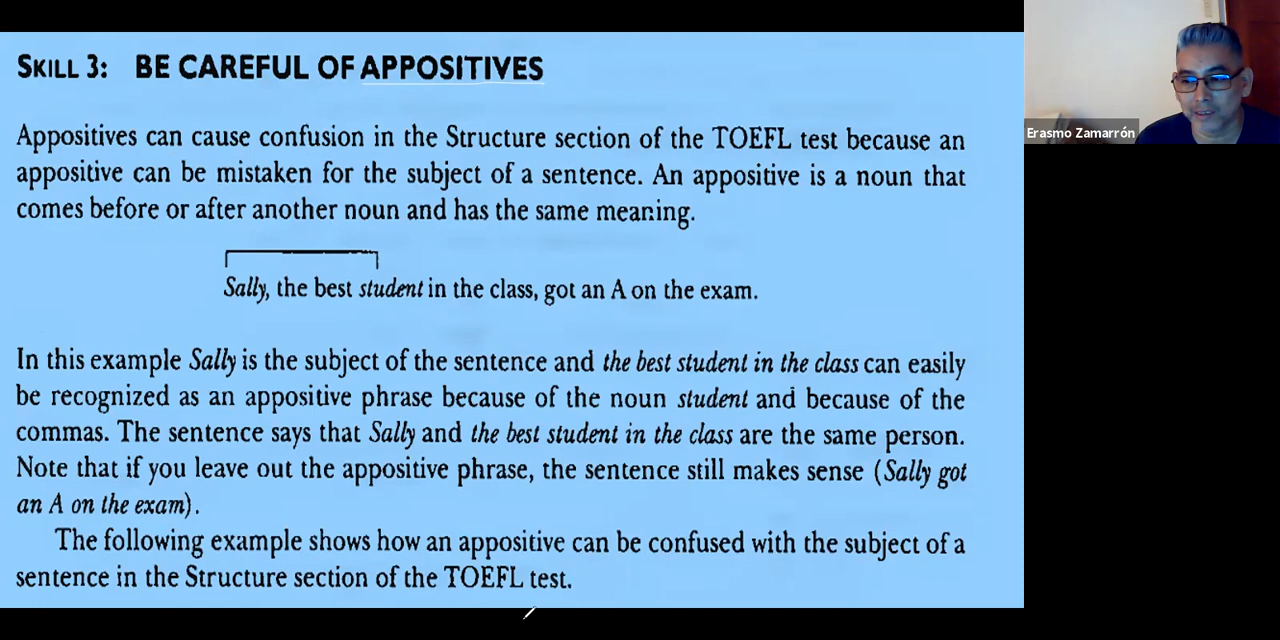 SKILL 3: BE CAREFUL OF APPOSITIVES
Appositives can cause confusion in the Structure section of the TOEFL test because an
appositive can be mistaken for the subject of a sentence. An appositive is a noun that
comes before or after another noun and has the same meaning.
Sally, the best student in the class, got an A on the exam.
In this example Sally is the subject of the sentence and the best student in the class can easily
be recognized as an appositive phrase because of the noun student and because of the
commas. The sentence says that Sally and the best student in the class are the same person.
Note that if you leave out the appositive phrase, the sentence still makes sense (Sally got
an A on the exam).
The following example shows how an appositive can be confused with the subject of a
sentence in the Structure section of the TOEFL test.
Erasmo Zamarrón